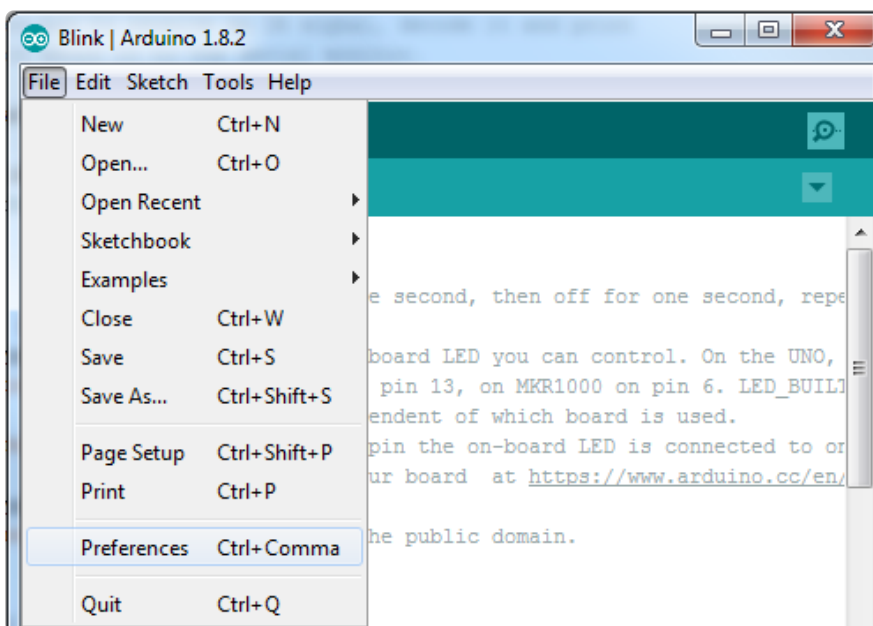 Blink | Arduino 1.8.2
File Edit Sketch Tools Help
New Ctrl+N
Open... Ctrl+O
Open Recent
Sketchbook
Examples
Close Ctrl+W
Save Ctrl+S
Save As... Ctrl+Shift+S
Page Setup Ctrl+Shift+P
Print Ctrl+P
Preferences Ctrl+Comma
Quit Ctrl+Q
e second, then off for one second, repe
board LED you can control. On the UNO,
pin 13, on MKR1000 on pin 6. LED_BUILT
endent of which board is used.
pin the on-board LED is connected to on
ur board at https://www.arduino.cc/en/
he public domain.